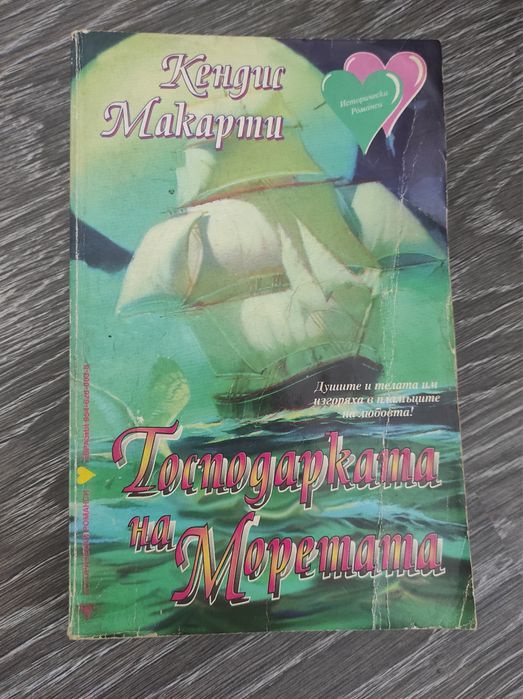 Кендис
Макарти
Исторически
Романси
Душите и телата им
изгоряха в пламъците
на любовта!
Господарката
на
Моретата